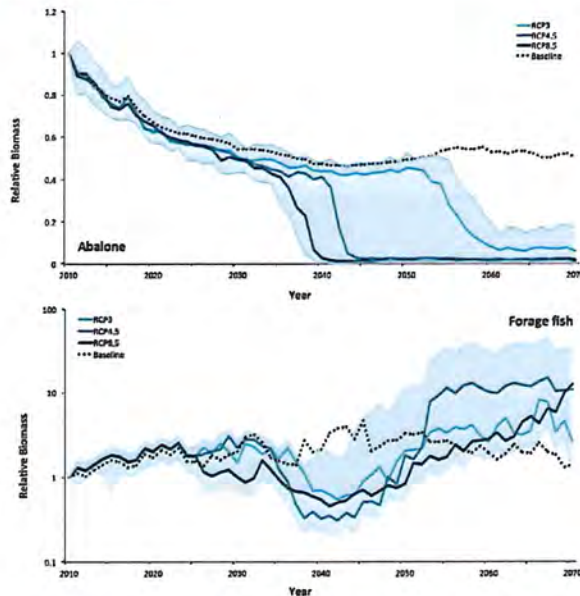 RCP3
RCP4.5
RCP8.5
Baseline
1.2
1
0.8
0.6
0.4
0.2
0
Relative Biomass
Abalone
2010
2020
2030
2040
2050
2060
2070
Year
Forage fish
RCP3
RCP4.5
RCP8.5
Baseline
100
10
1
0.1
Relative Biomass
2010
2020
2030
2040
2050
2060
2070
Year